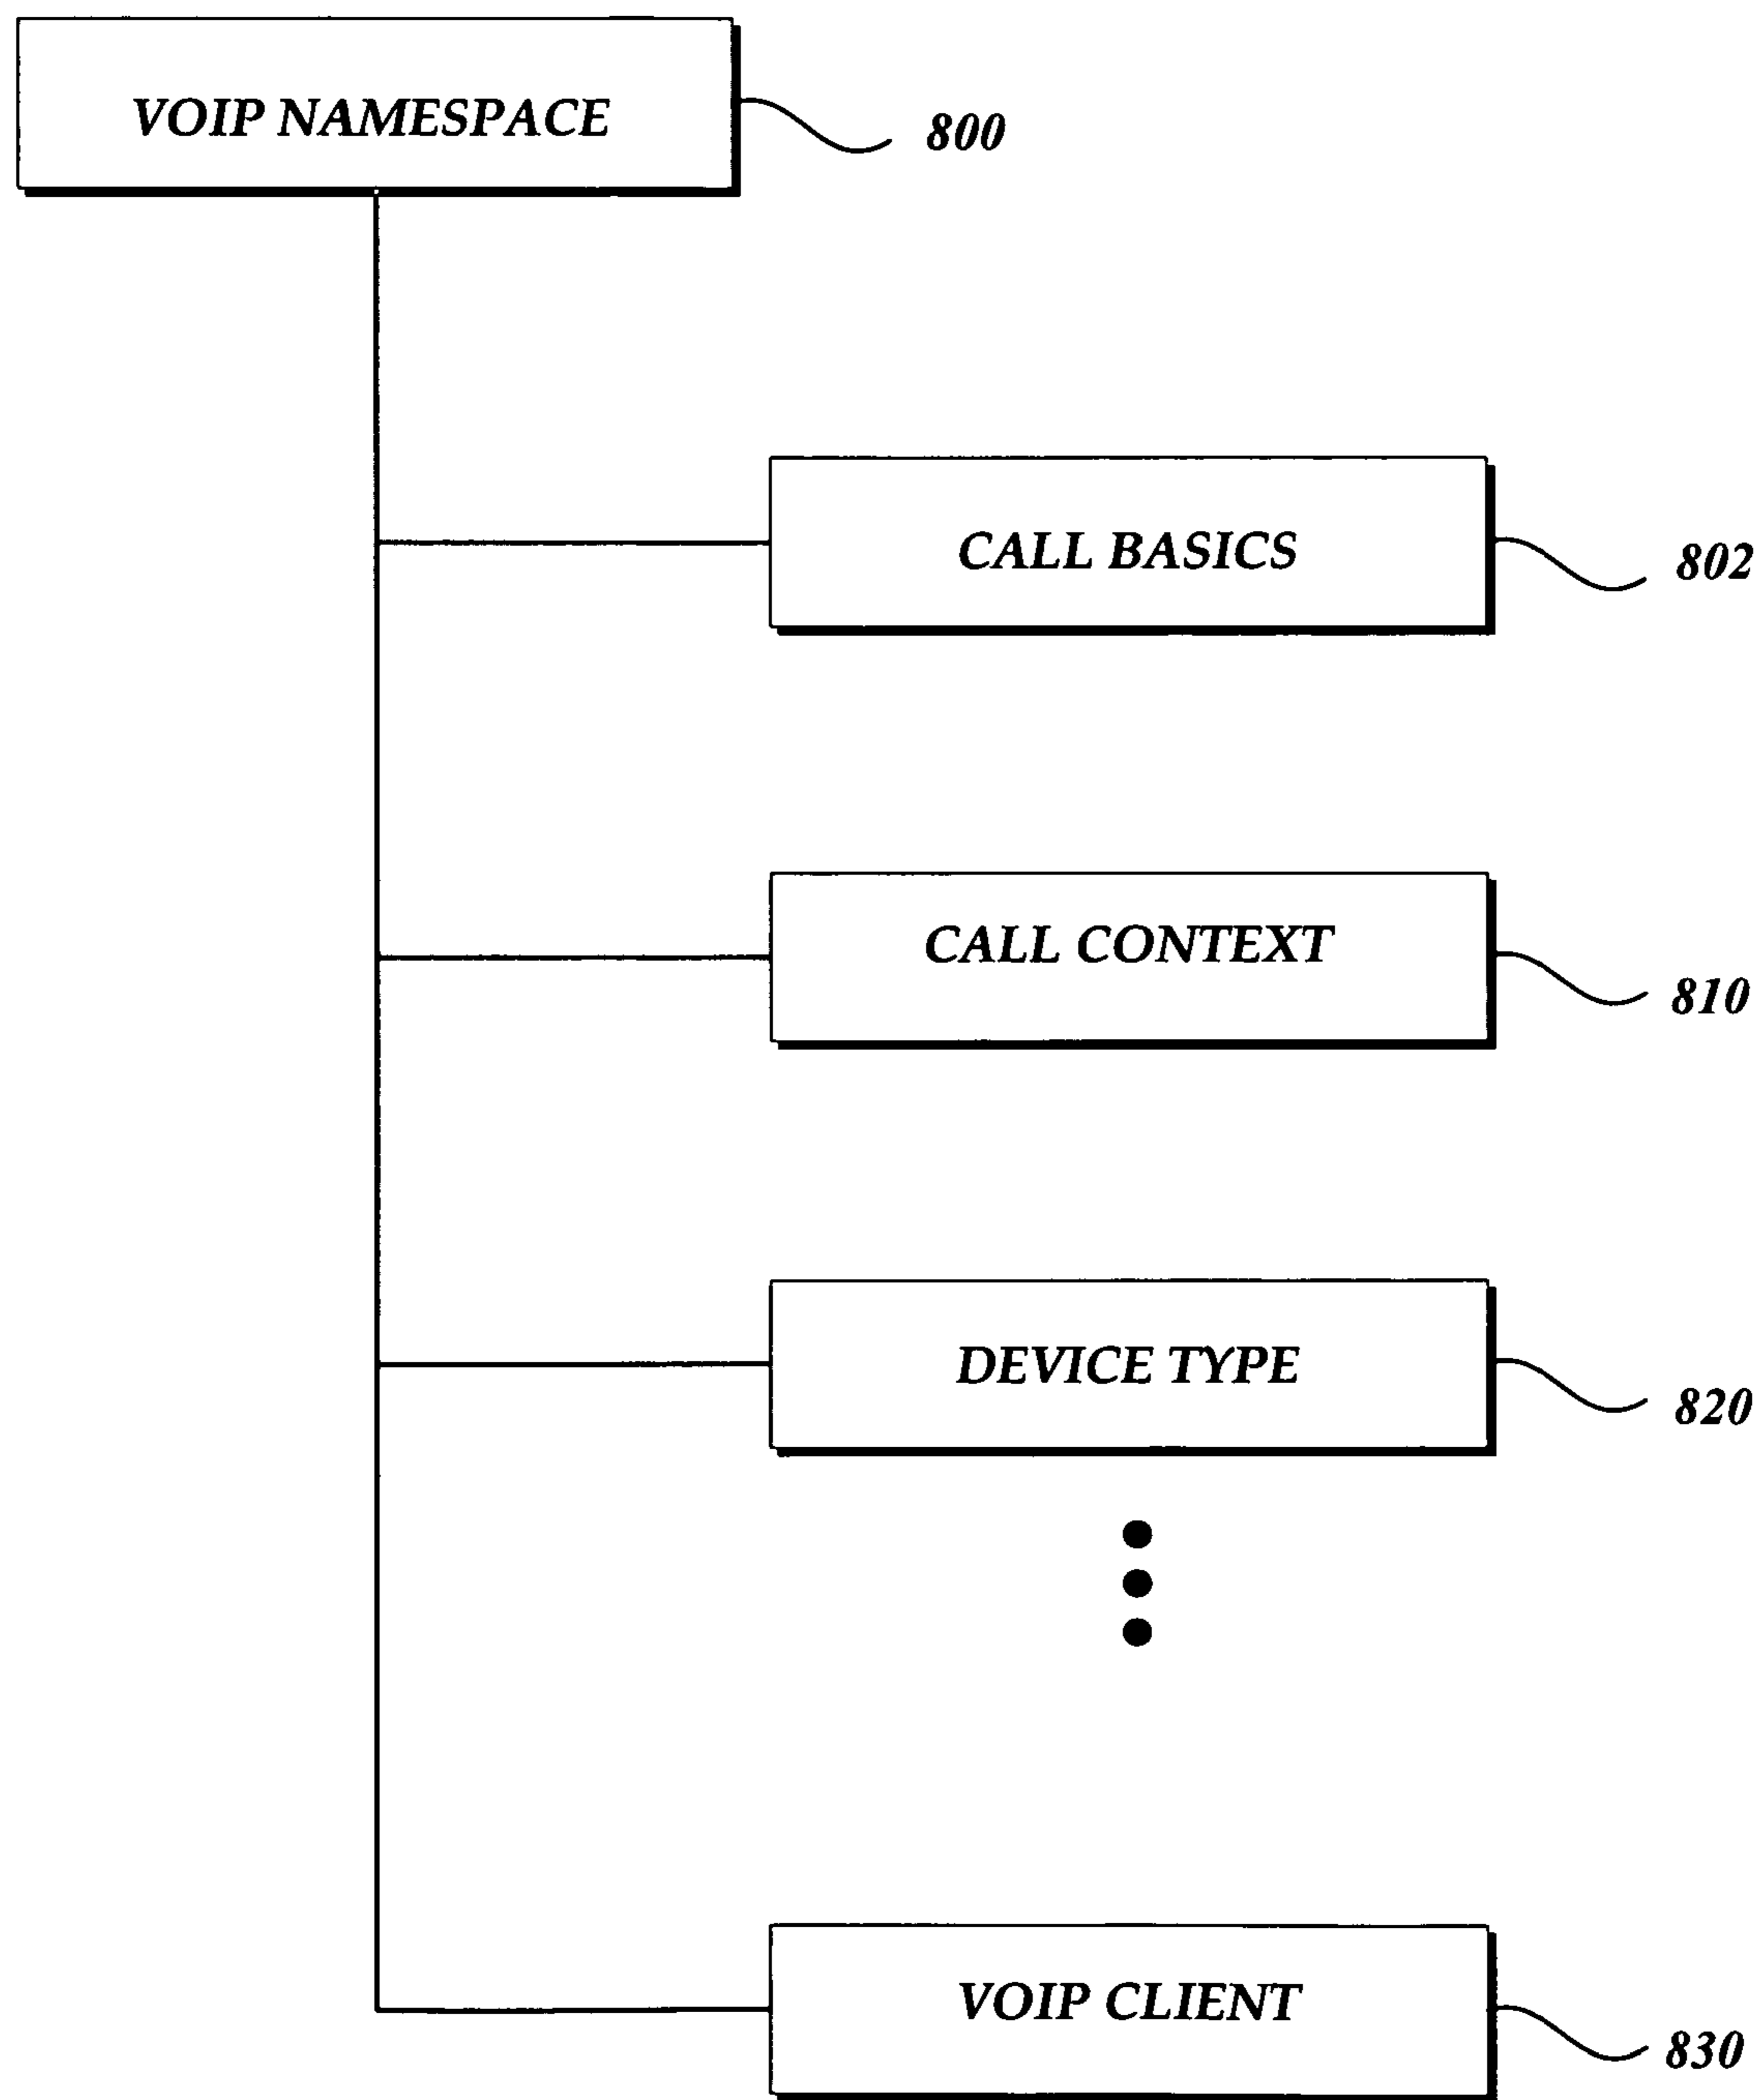 VOIP NAMESPACE
800
CALL BASICS
802
CALL CONTEXT
810
DEVICE TYPE
820
VOIP CLIENT
830